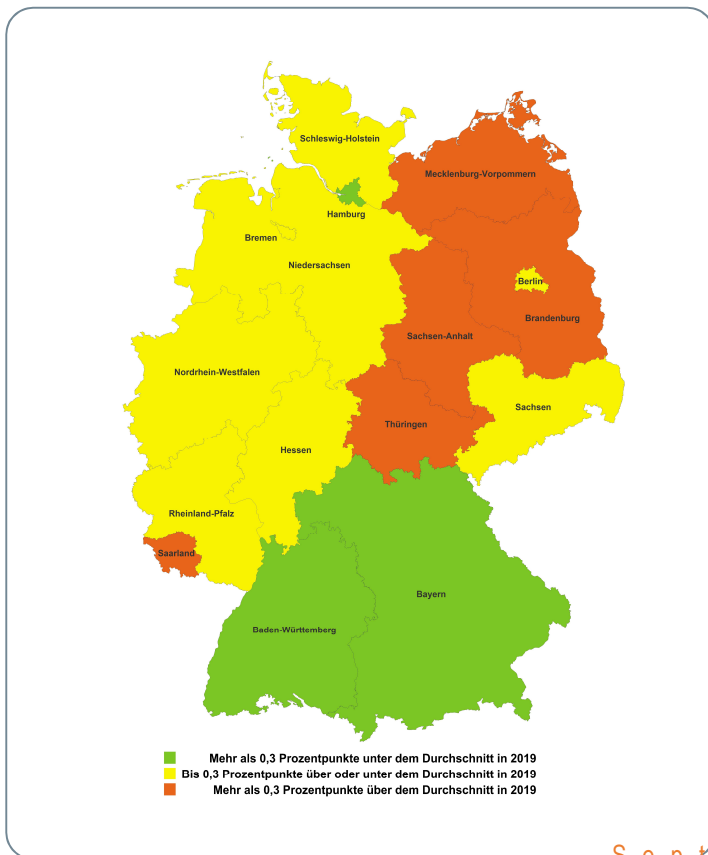 Schleswig-Holstein
Mecklenburg-Vorpommern
Hamburg
Bremen
Niedersachsen
Berlin
Brandenburg
Sachsen-Anhalt
Nordrhein-Westfalen
Sachsen
Thüringen
Hessen
Rheinland-Pfalz
Saarland
Bayern
Baden-Württemberg
Mehr als 0,3 Prozentpunkte unter dem Durchschnitt in 2019
Bis 0,3 Prozentpunkte über oder unter dem Durchschnitt in 2019
Mehr als 0,3 Prozentpunkte über dem Durchschnitt in 2019